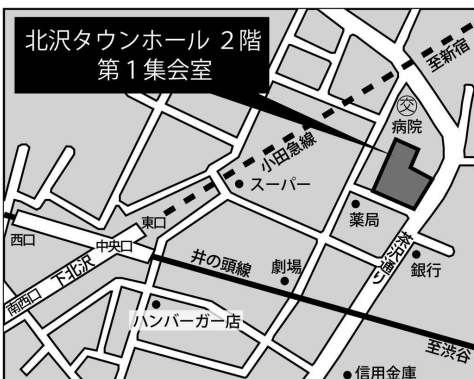 北沢タウンホール 2階
第1集会室
至新宿
交
病院
小田急線
スーパー
薬局
東口
西口
中央口
茶沢通り
井の頭線
劇場
銀行
下北沢
南西口
ハンバーガー店
至渋谷
信用金庫